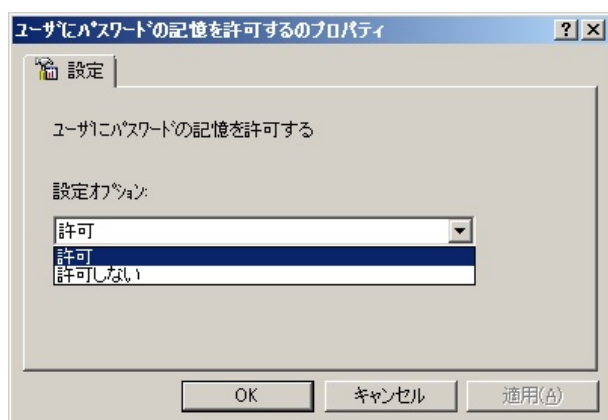 ユーザにパスワードの記憶を許可するのプロパティ
設定
ユーザにパスワードの記憶を許可する
設定オプション:
許可
許可
許可しない
OK
キャンセル
適用(A)